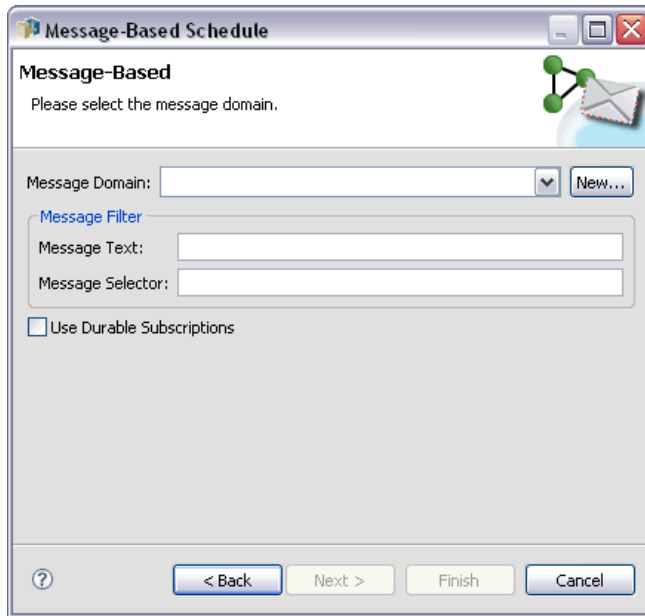 Message-Based Schedule
Message-Based
Please select the message domain.
Message Domain: New...
Message Filter
Message Text:
Message Selector:
Use Durable Subscriptions
? < Back Next > Finish Cancel